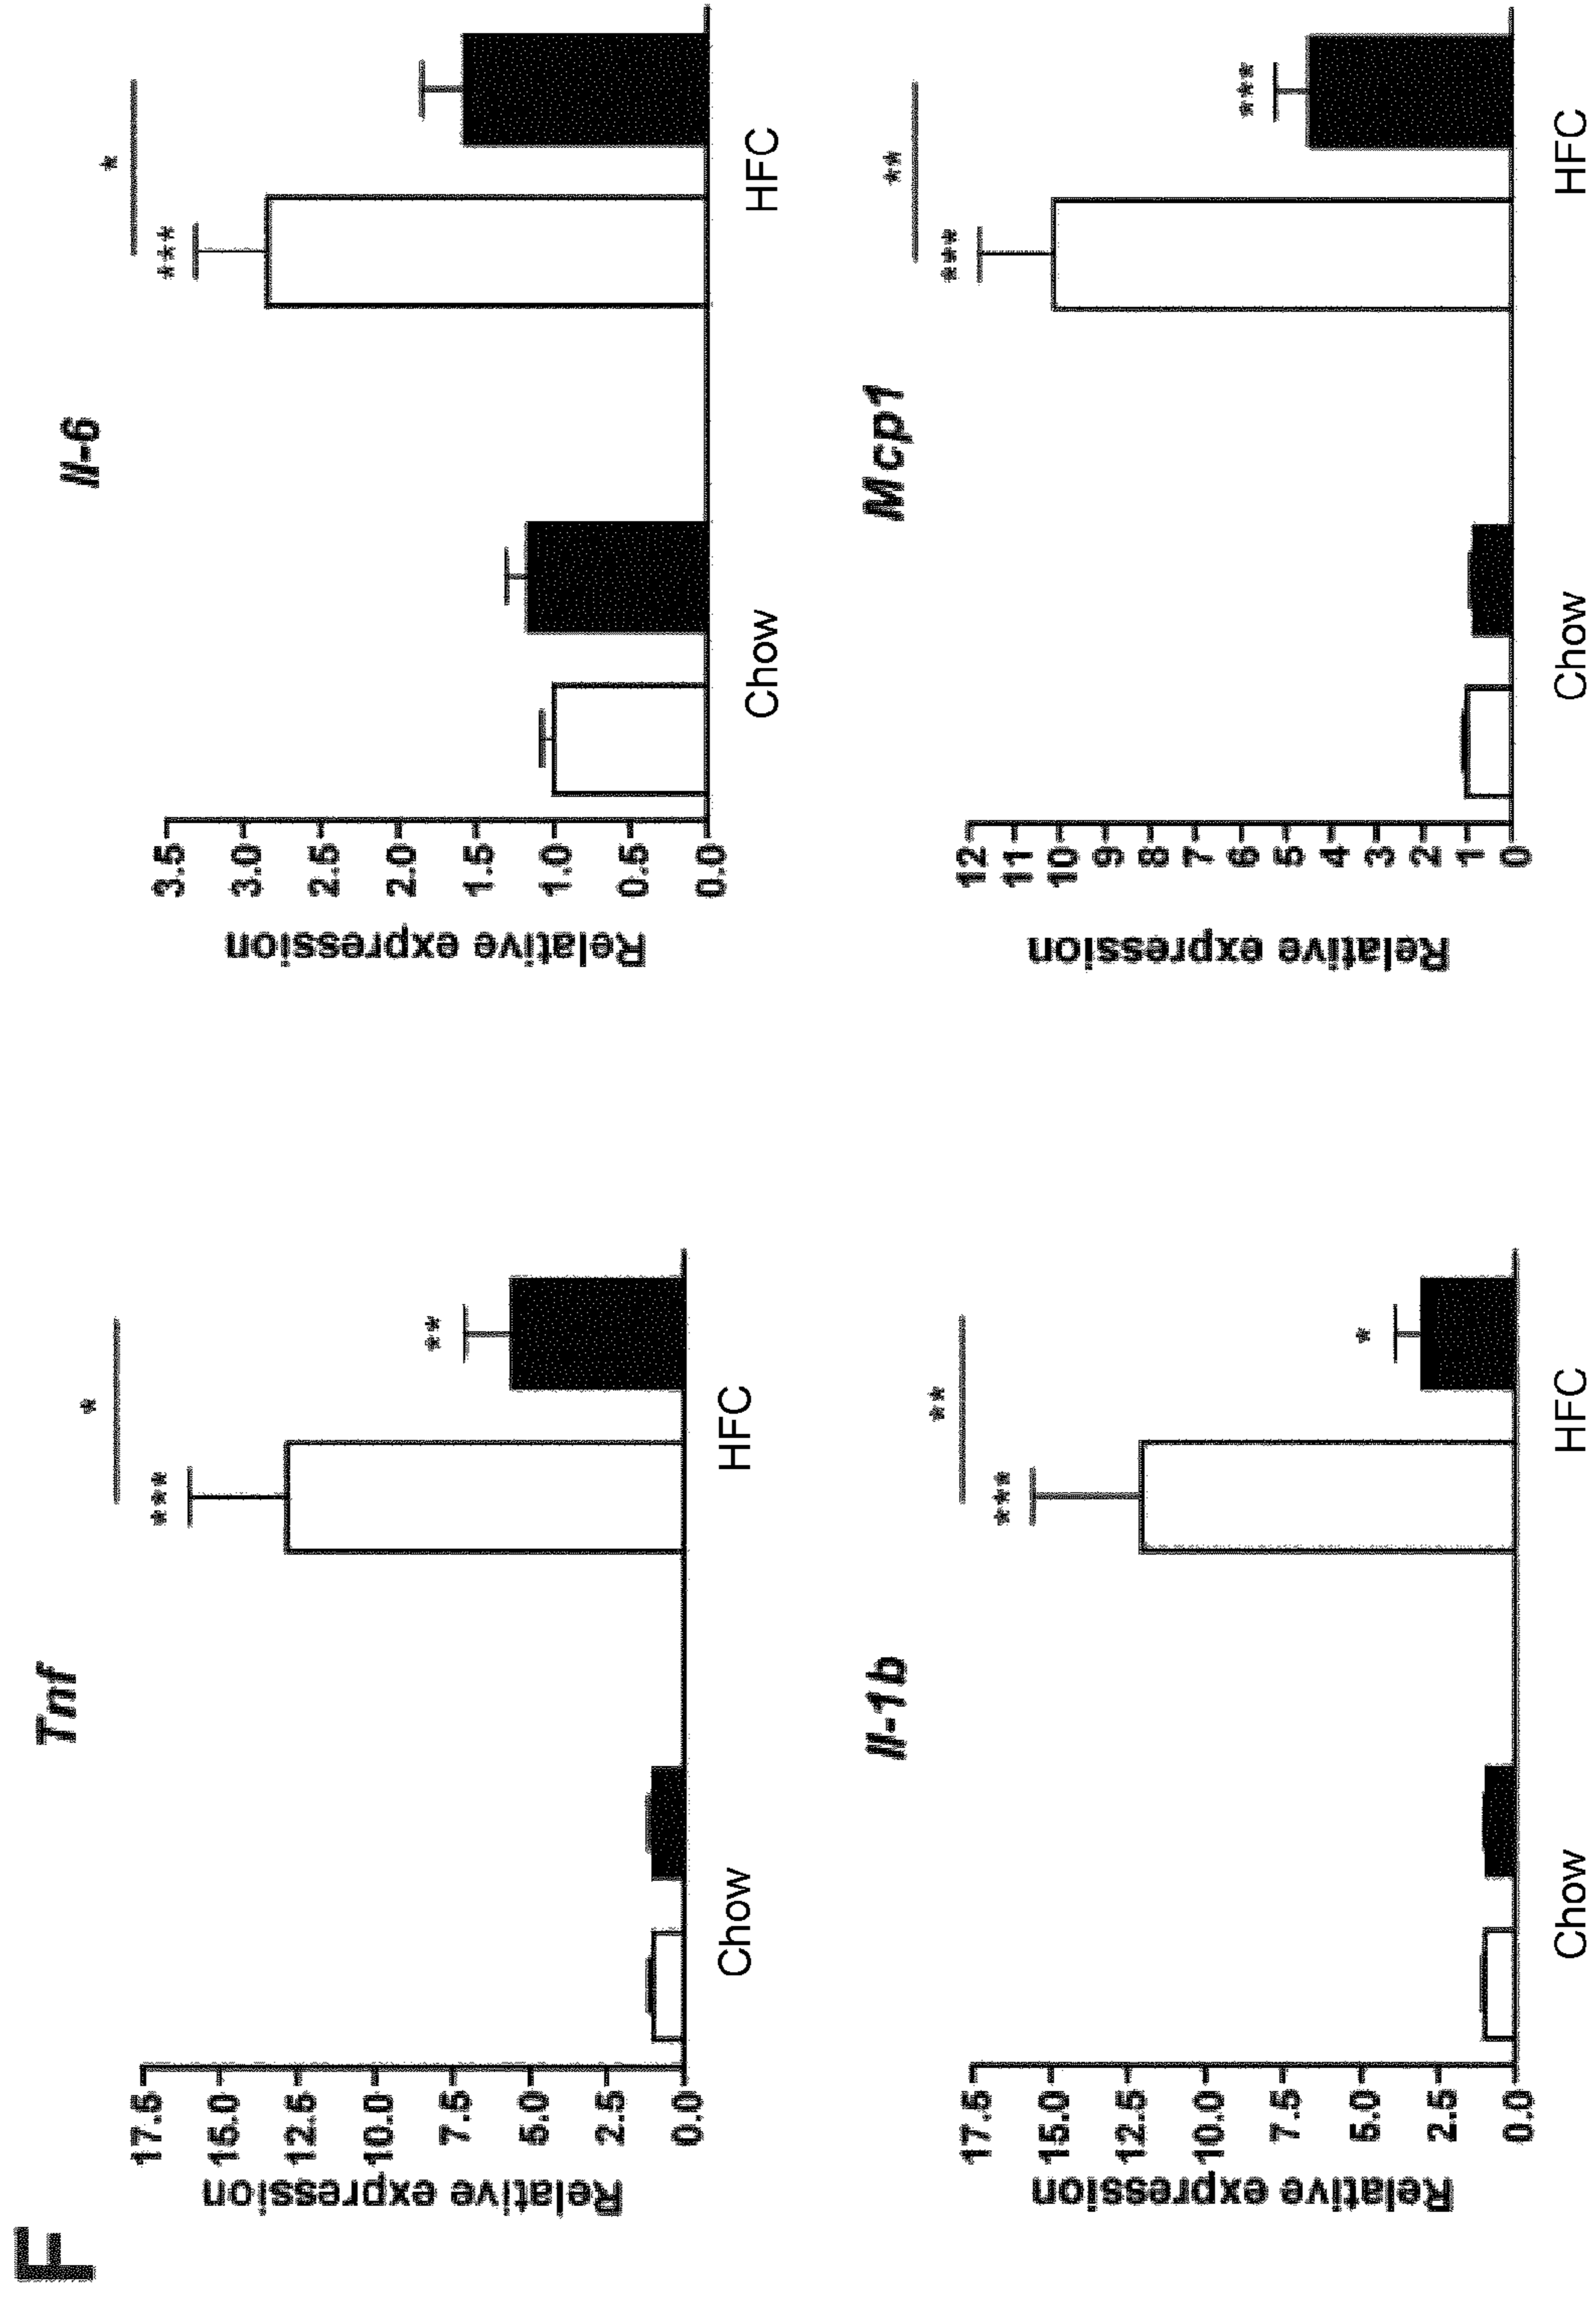 F
Tnf
*
***
**
Relative expression
17.5
15.0
12.5
10.0
7.5
5.0
2.5
0.0
Chow
HFC
Il-6
*
***
Relative expression
3.5
3.0
2.5
2.0
1.5
1.0
0.5
0.0
Chow
HFC
Il-1b
**
***
*
Relative expression
17.5
15.0
12.5
10.0
7.5
5.0
2.5
0.0
Chow
HFC
Mcp1
**
***
***
Relative expression
12
11
10
9
8
7
6
5
4
3
2
1
0
Chow
HFC